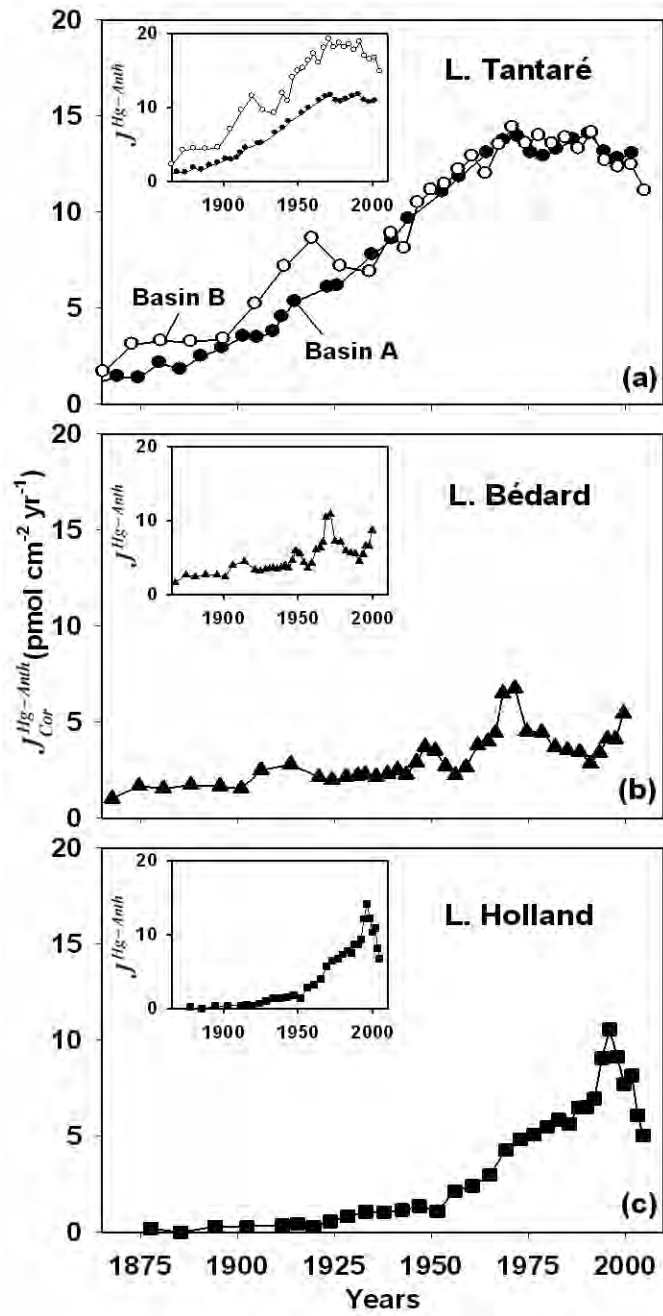 20
15
10
5
0
20
10
0
J^{Hg-Anth}
1900
1950
2000
L. Tantaré
Basin B
Basin A
(a)
J_{Cor}^{Hg-Anth} (pmol cm^{-2} yr^{-1})
20
15
10
5
0
20
10
0
J^{Hg-Anth}
1900
1950
2000
L. Bédard
(b)
20
15
10
5
0
20
10
0
J^{Hg-Anth}
1900
1950
2000
L. Holland
(c)
1875 1900 1925 1950 1975 2000
Years